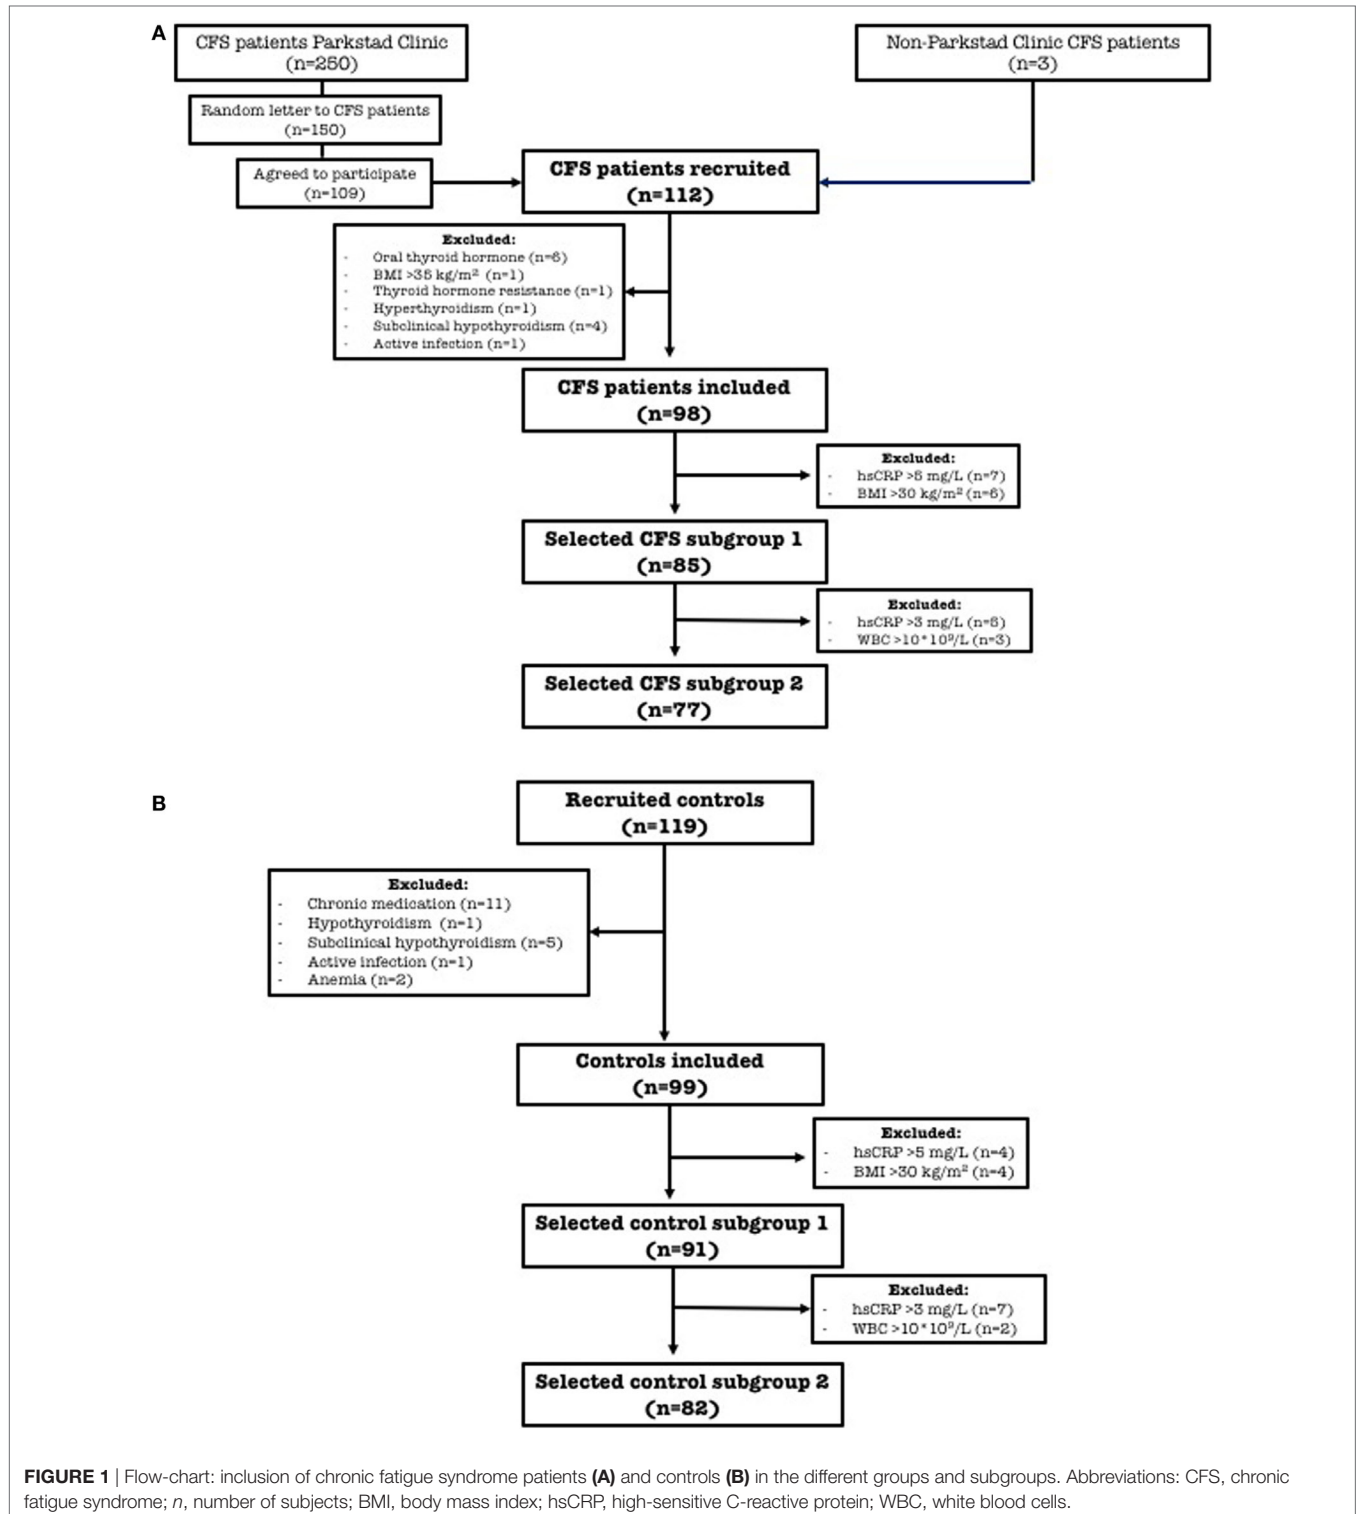 A
CFS patients Parkstad Clinic
(n=250)
Non-Parkstad Clinic CFS patients
(n=3)
Random letter to CFS patients
(n=150)
Agreed to participate
(n=109)
CFS patients recruited
(n=112)
Excluded:
- Oral thyroid hormone (n=6)
- BMI >35 kg/m² (n=1)
- Thyroid hormone resistance (n=1)
- Hyperthyroidism (n=1)
- Subclinical hypothyroidism (n=4)
- Active infection (n=1)
CFS patients included
(n=98)
Excluded:
- hsCRP >5 mg/L (n=7)
- BMI >30 kg/m² (n=6)
Selected CFS subgroup 1
(n=85)
Excluded:
- hsCRP >3 mg/L (n=5)
- WBC >10*10⁹/L (n=3)
Selected CFS subgroup 2
(n=77)
B
Recruited controls
(n=119)
Excluded:
- Chronic medication (n=11)
- Hypothyroidism (n=1)
- Subclinical hypothyroidism (n=5)
- Active infection (n=1)
- Anemia (n=2)
Controls included
(n=99)
Excluded:
- hsCRP >5 mg/L (n=4)
- BMI >30 kg/m² (n=4)
Selected control subgroup 1
(n=91)
Excluded:
- hsCRP >3 mg/L (n=7)
- WBC >10*10⁹/L (n=2)
Selected control subgroup 2
(n=82)
FIGURE 1 | Flow-chart: inclusion of chronic fatigue syndrome patients (A) and controls (B) in the different groups and subgroups. Abbreviations: CFS, chronic
fatigue syndrome; n, number of subjects; BMI, body mass index; hsCRP, high-sensitive C-reactive protein; WBC, white blood cells.